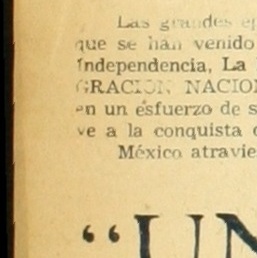 Las grandes
que se han venido
Independencia, La
GRACION NACION
en un esfuerzo de s
ve a la conquista
México atravie
"UN